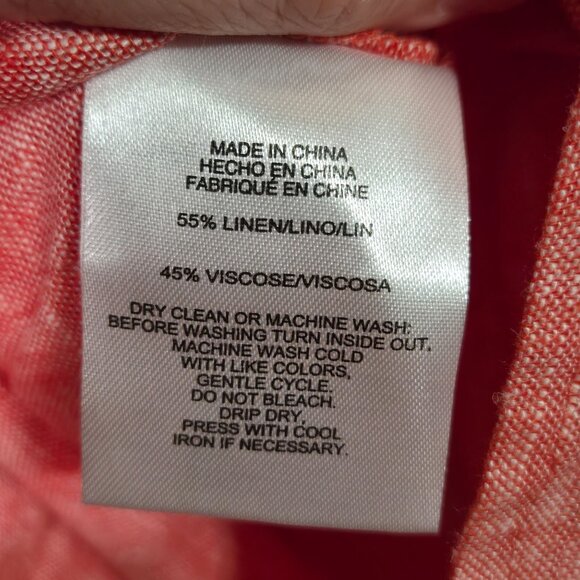 MADE IN CHINA
HECHO EN CHINA
FABRIQUÉ EN CHINE
55% LINEN/LINO/LIN
45% VISCOSE/VISCOSA
DRY CLEAN OR MACHINE WASH:
BEFORE WASHING TURN INSIDE OUT.
MACHINE WASH COLD
WITH LIKE COLORS,
GENTLE CYCLE.
DO NOT BLEACH.
DRIP DRY,
PRESS WITH COOL
IRON IF NECESSARY.